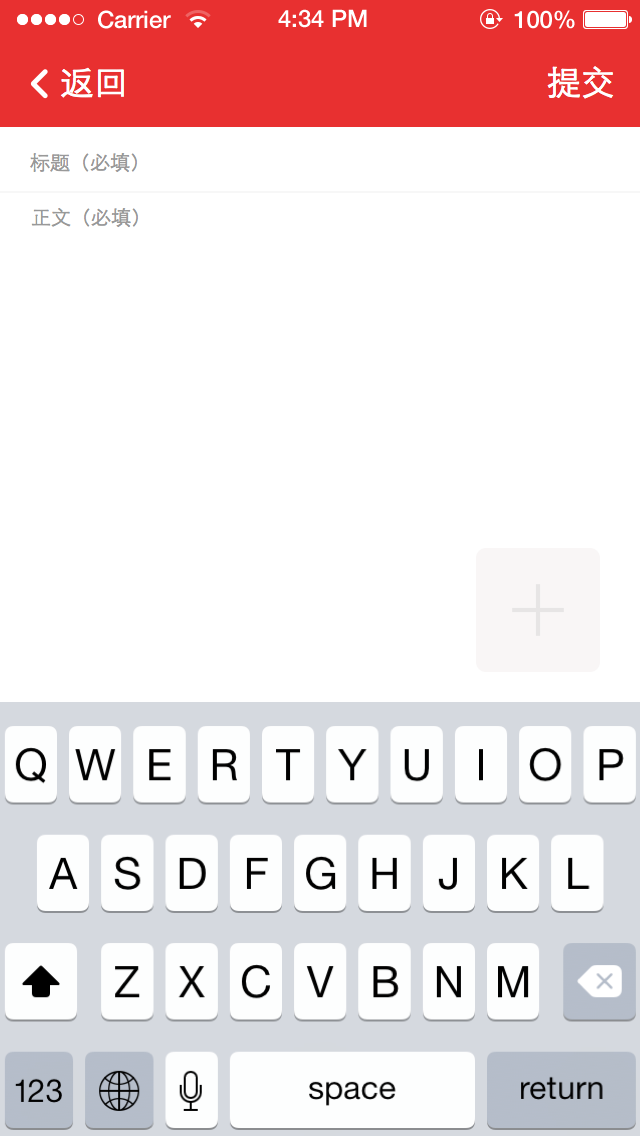 Carrier 4:34 PM 100%
返回 提交
标题（必填）
正文（必填）
Q W E R T Y U I O P
A S D F G H J K L
Z X C V B N M
123 space return